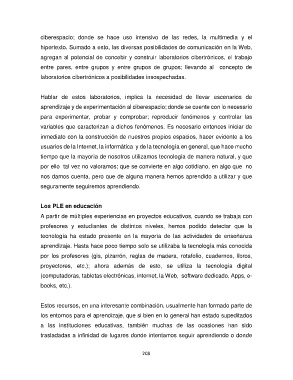 ciberespacio; donde se hace uso intensivo de las redes, la multimedia y el
hipertexto. Sumado a esto, las diversas posibilidades de comunicación en la Web,
agregan al potencial de concebir y construir laboratorios cibertrónicos, el trabajo
entre pares, entre grupos y entre grupos de grupos; llevando al concepto de
laboratorios cibertrónicos a posibilidades insospechadas.
Hablar de estos laboratorios, implica la necesidad de llevar escenarios de
aprendizaje y de experimentación al ciberespacio; donde se cuente con lo necesario
para experimentar, probar y comprobar; reproducir fenómenos y controlar las
variables que caracterizan a dichos fenómenos. Es necesario entonces iniciar de
inmediato con la construcción de nuestros propios espacios, hacer evidente a los
usuarios de la Internet, la informática y de la tecnología en general, que hace mucho
tiempo que la mayoría de nosotros utilizamos tecnología de manera natural, y que
por ello tal vez no valoramos; que se convierte en algo cotidiano, en algo que no
nos damos cuenta, pero que de alguna manera hemos aprendido a utilizar y que
seguramente seguiremos aprendiendo.
Los PLE en educación
A partir de múltiples experiencias en proyectos educativos, cuando se trabaja con
profesores y estudiantes de distintos niveles, hemos podido detectar que la
tecnología ha estado presente en la mayoría de las actividades de enseñanza
aprendizaje. Hasta hace poco tiempo solo se utilizaba la tecnología más conocida
por los profesores (gis, pizarrón, reglas de madera, rotafolio, cuadernos, libros,
proyectores, etc.); ahora además de esto, se utiliza la tecnología digital
(computadoras, tabletas electrónicas, internet, la Web, software dedicado, Apps, e-
books, etc.).
Estos recursos, en una interesante combinación, usualmente han formado parte de
los entornos para el aprendizaje, que si bien en lo general han estado supeditados
a las instituciones educativas, también muchas de las ocasiones han sido
trasladadas a infinidad de lugares donde intentamos seguir aprendiendo o donde
208